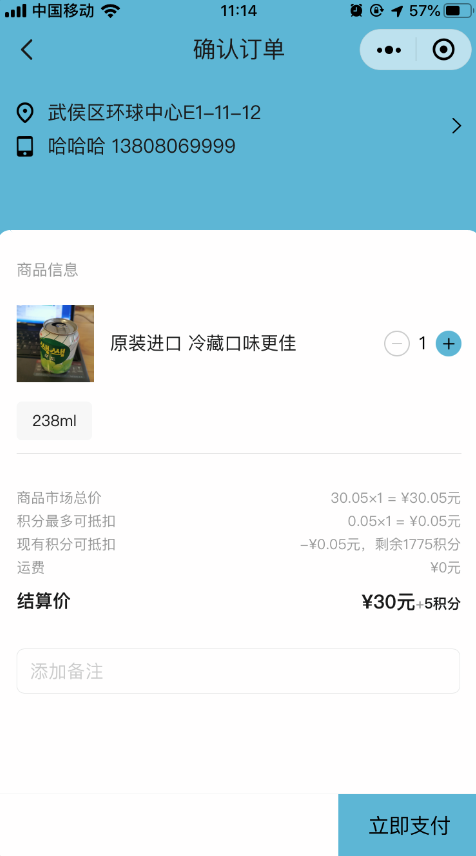 中国移动 11:14 57%
确认订单
武侯区环球中心E1-11-12
哈哈哈 13808069999
商品信息
原装进口 冷藏口味更佳 1
238ml
商品市场总价 30.05×1 = ¥30.05元
积分最多可抵扣 0.05×1 = ¥0.05元
现有积分可抵扣 -¥0.05元，剩余1775积分
运费 ¥0元
结算价 ¥30元+5积分
添加备注
立即支付